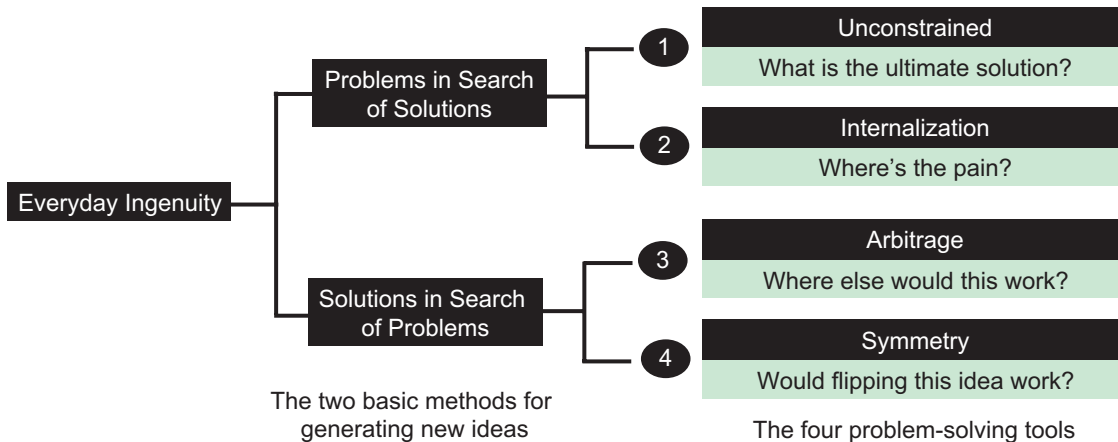 Everyday Ingenuity
Problems in Search
of Solutions
1
Unconstrained
What is the ultimate solution?
2
Internalization
Where's the pain?
Solutions in Search
of Problems
3
Arbitrage
Where else would this work?
4
Symmetry
Would flipping this idea work?
The two basic methods for
generating new ideas
The four problem-solving tools